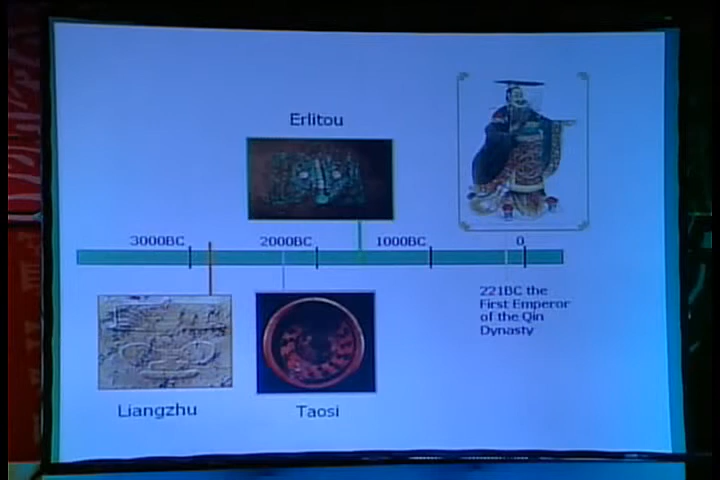 Erlitou
3000BC
2000BC
1000BC
0
221BC the
First Emperor
of the Qin
Dynasty
Liangzhu
Taosi